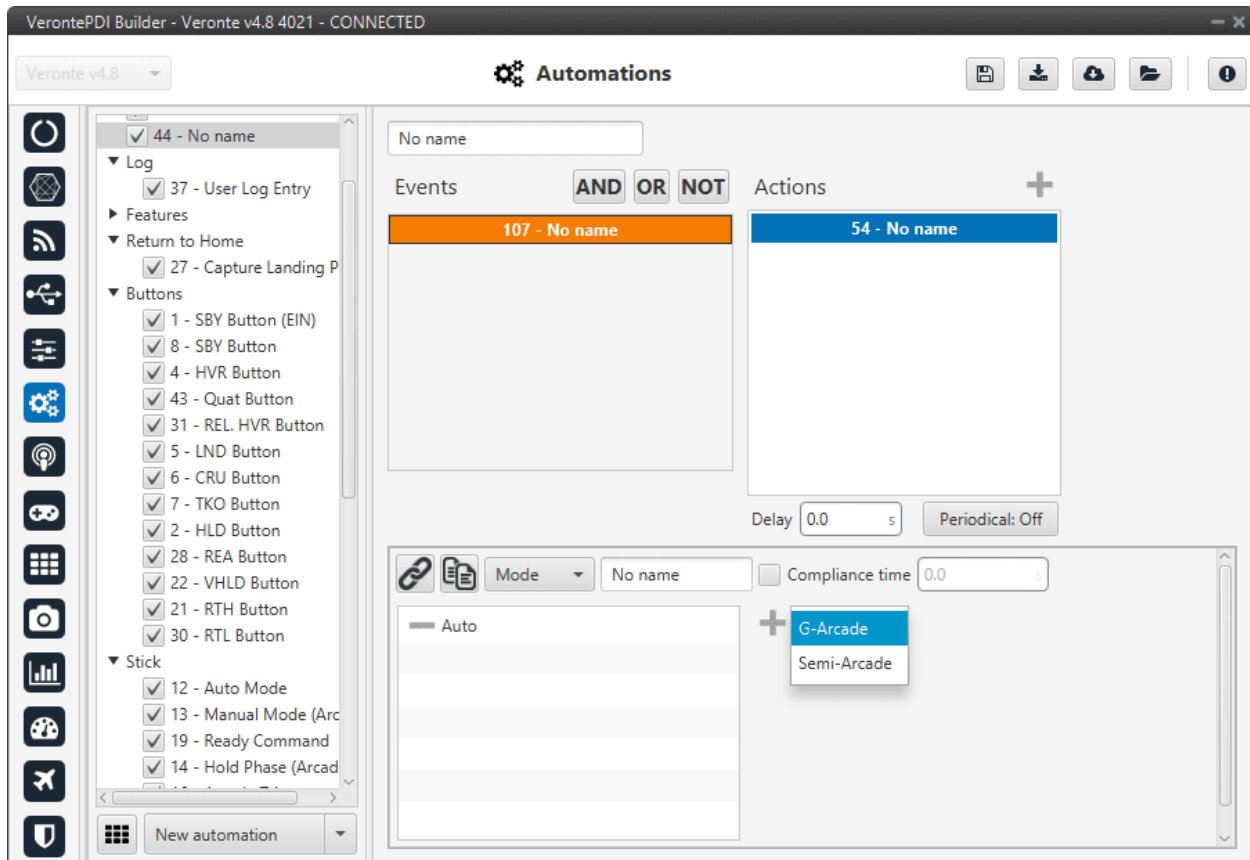 VerontePDI Builder - Veronte v4.8 4021 - CONNECTED
Veronte v4.8
Automations
44 - No name
Log
37 - User Log Entry
Features
Return to Home
27 - Capture Landing P
Buttons
1 - SBY Button (EIN)
8 - SBY Button
4 - HVR Button
43 - Quat Button
31 - REL. HVR Button
5 - LND Button
6 - CRU Button
7 - TKO Button
2 - HLD Button
28 - REA Button
22 - VHLD Button
21 - RTH Button
30 - RTL Button
Stick
12 - Auto Mode
13 - Manual Mode (Arc
19 - Ready Command
14 - Hold Phase (Arcad
New automation
No name
Events AND OR NOT Actions
107 - No name
54 - No name
Delay 0.0 s Periodical: Off
Mode No name Compliance time 0.0 s
Auto
G-Arcade
Semi-Arcade